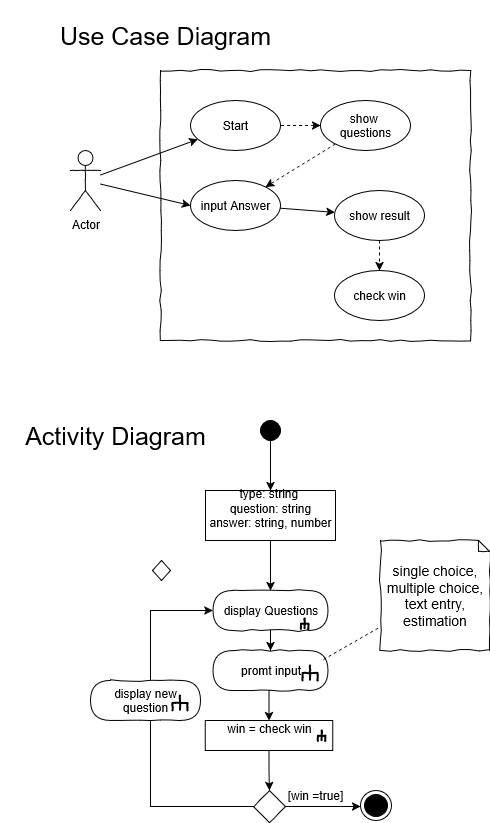 Use Case Diagram
Start
show
questions
input Answer
show result
Actor
check win
Activity Diagram
type: string
question: string
answer: string, number
single choice,
multiple choice,
text entry,
estimation
display Questions
promt input
display new
question
win = check win
[win =true]